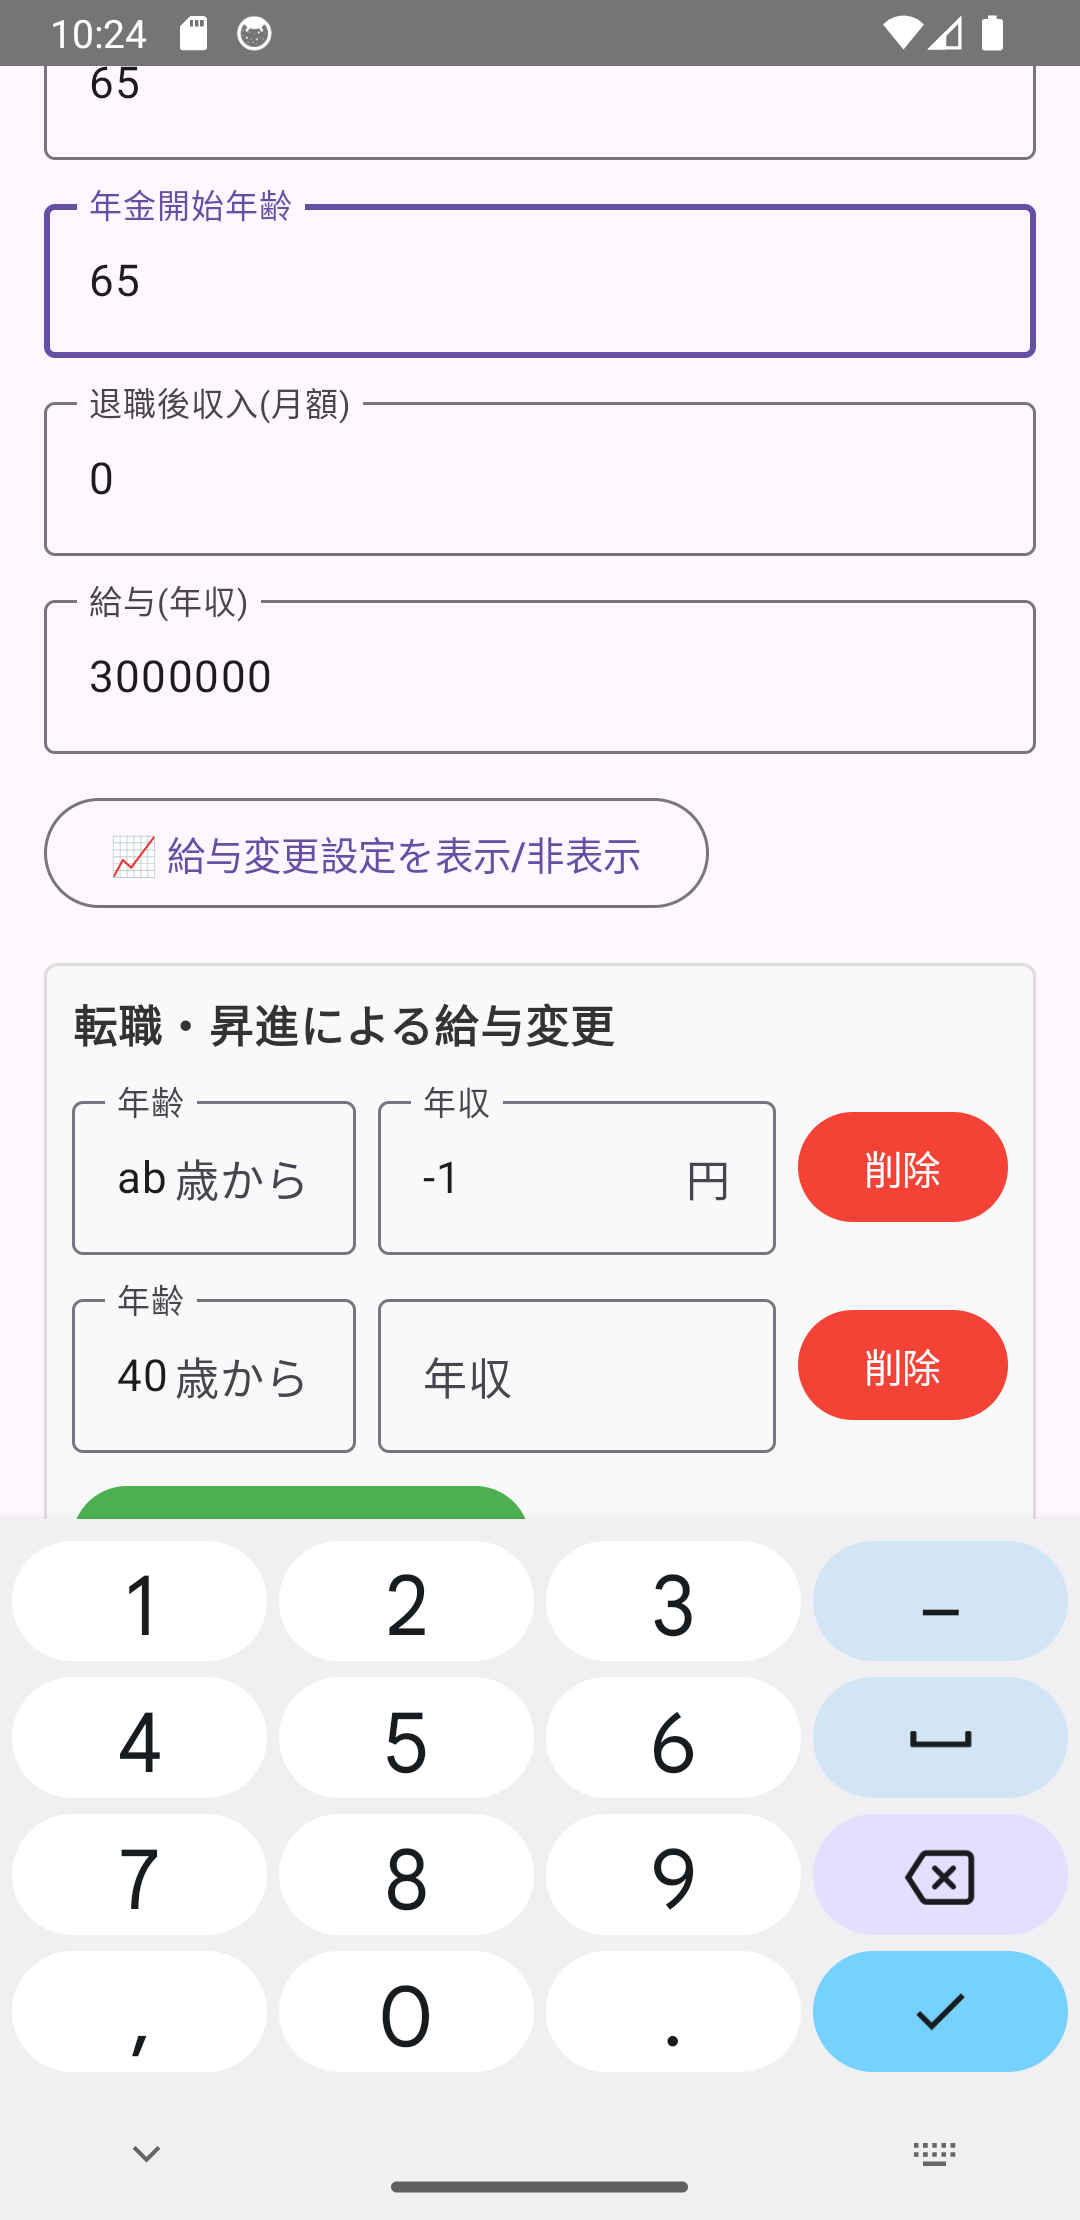 10:24
65
年金開始年齢
65
退職後収入(月額)
0
給与(年収)
3000000
📈 給与変更設定を表示/非表示
転職・昇進による給与変更
年齢 年収
ab 歳から -1 円 削除
年齢
40 歳から 年収 削除
1 2 3 –
4 5 6
7 8 9
, 0 .